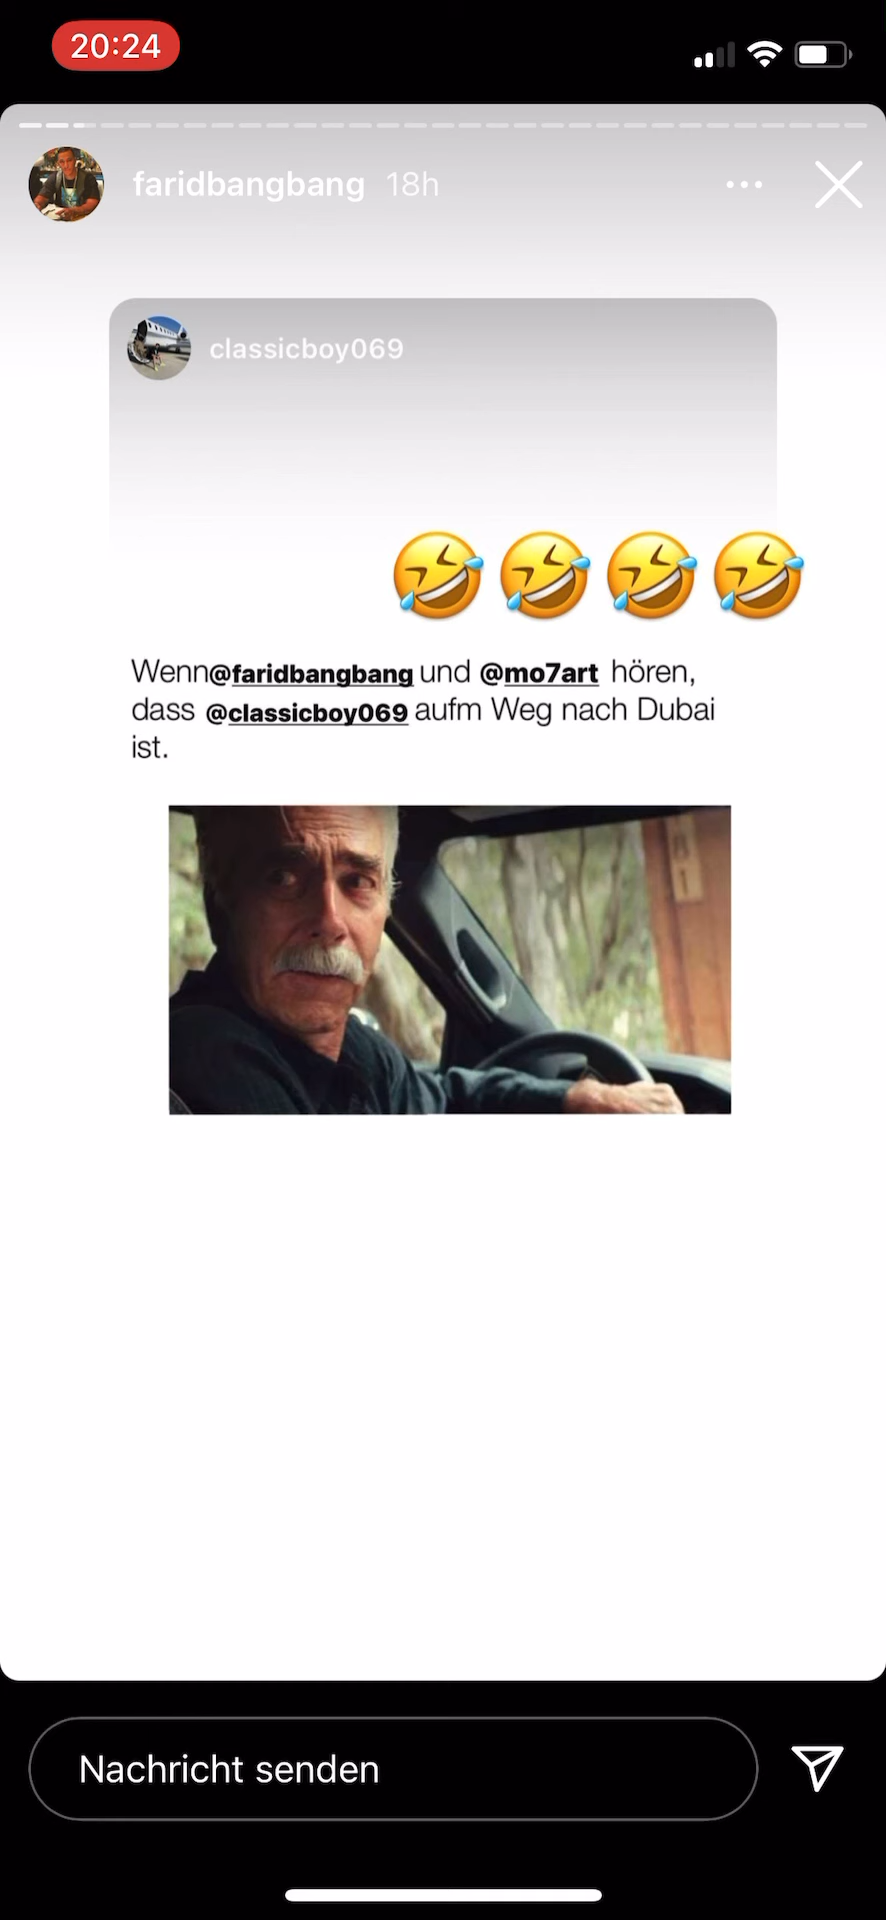 20:24
faridbangbang 18h
classicboy069
🤣 🤣 🤣 🤣
Wenn@faridbangbang und @mo7art hören,
dass @classicboy069 aufm Weg nach Dubai
ist.
Nachricht senden